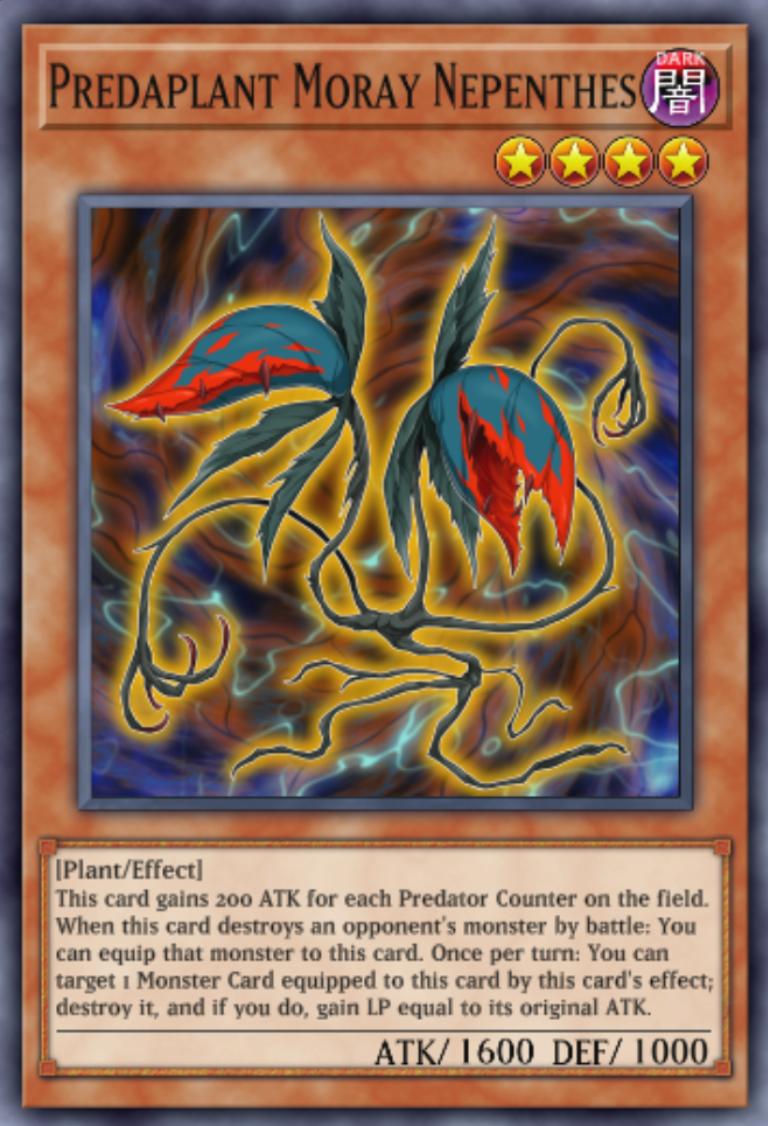 PREDAPLANT MORAY NEPENTHES
DARK
闇
[Plant/Effect]
This card gains 200 ATK for each Predator Counter on the field.
When this card destroys an opponent's monster by battle: You
can equip that monster to this card. Once per turn: You can
target 1 Monster Card equipped to this card by this card's effect;
destroy it, and if you do, gain LP equal to its original ATK.
ATK/ 1600 DEF/ 1000